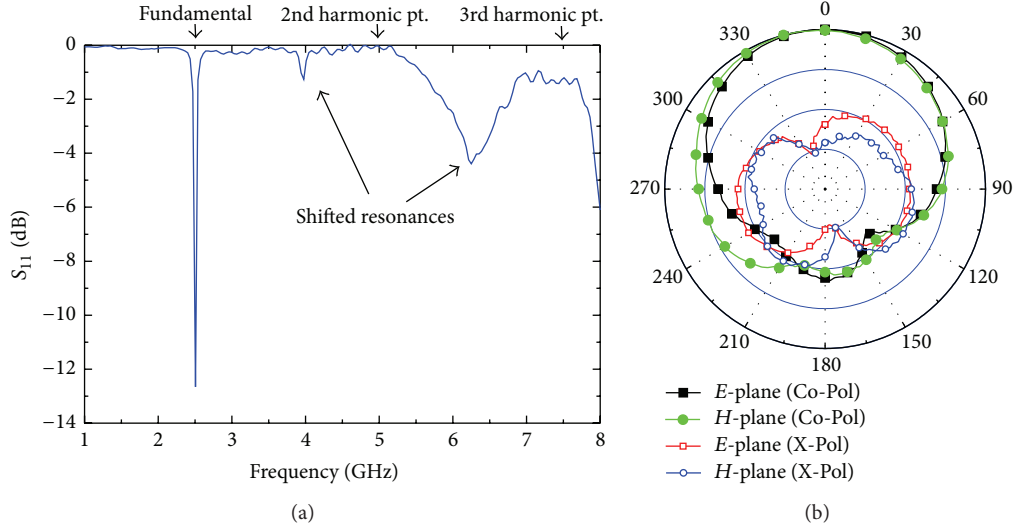 Fundamental 2nd harmonic pt. 3rd harmonic pt.
0
−2
−4
−6
−8
−10
−12
−14
S11 (dB)
Shifted resonances
1 2 3 4 5 6 7 8
Frequency (GHz)
(a)
0
30
60
90
120
150
180
210
240
270
300
330
E-plane (Co-Pol)
H-plane (Co-Pol)
E-plane (X-Pol)
H-plane (X-Pol)
(b)